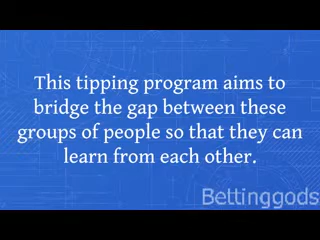 This tipping program aims to
bridge the gap between these
groups of people so that they can
learn from each other.
Bettinggods